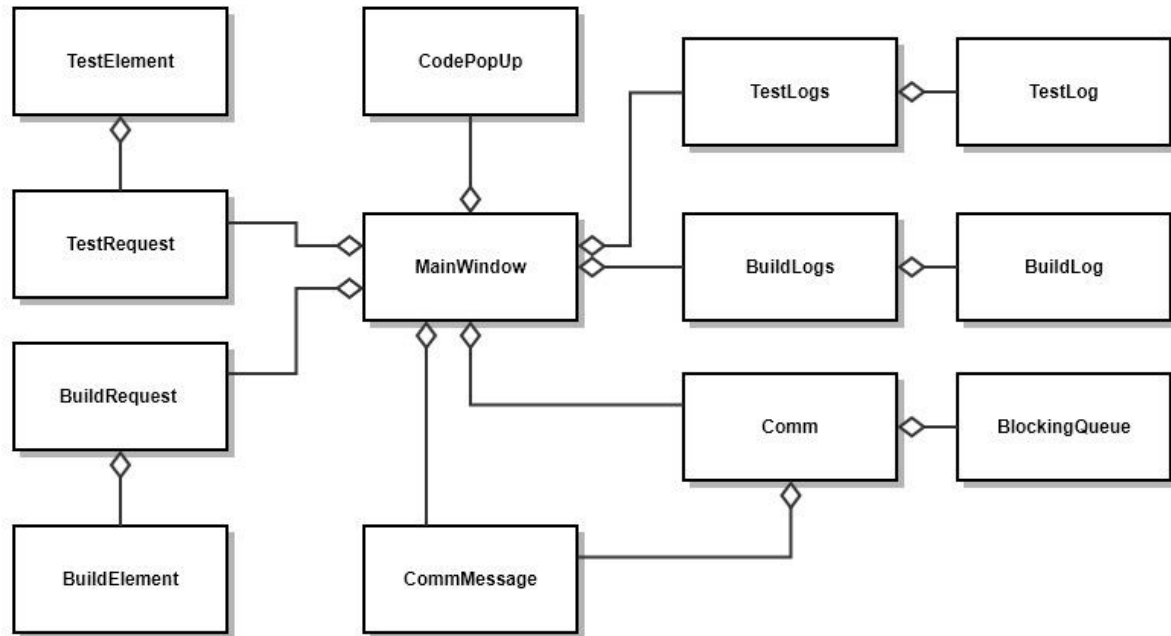 TestElement
CodePopUp
TestLogs
TestLog
TestRequest
MainWindow
BuildLogs
BuildLog
BuildRequest
Comm
BlockingQueue
BuildElement
CommMessage